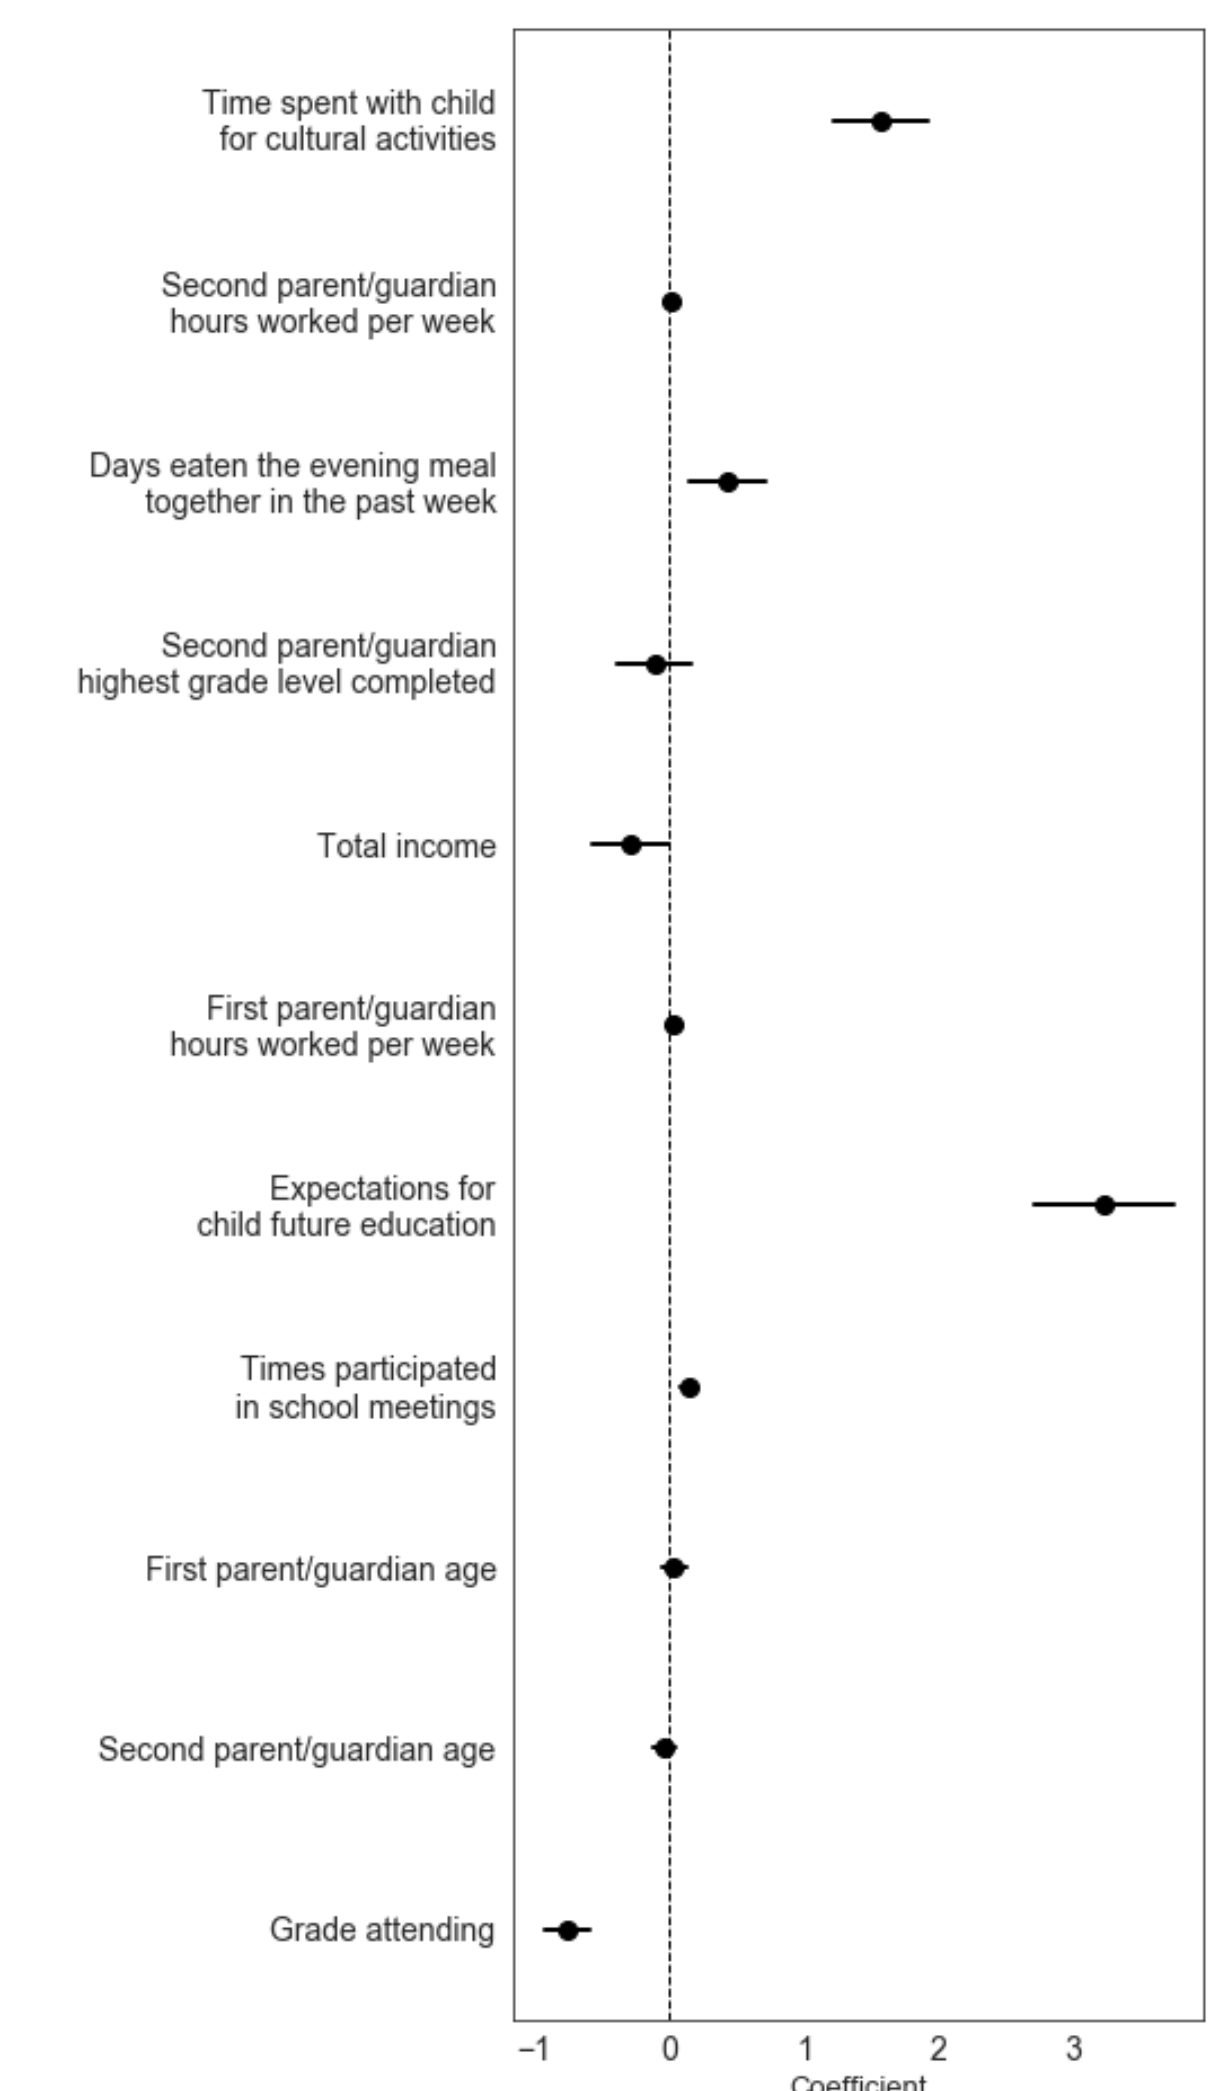 Time spent with child
for cultural activities
Second parent/guardian
hours worked per week
Days eaten the evening meal
together in the past week
Second parent/guardian
highest grade level completed
Total income
First parent/guardian
hours worked per week
Expectations for
child future education
Times participated
in school meetings
First parent/guardian age
Second parent/guardian age
Grade attending
−1 0 1 2 3
Coefficient